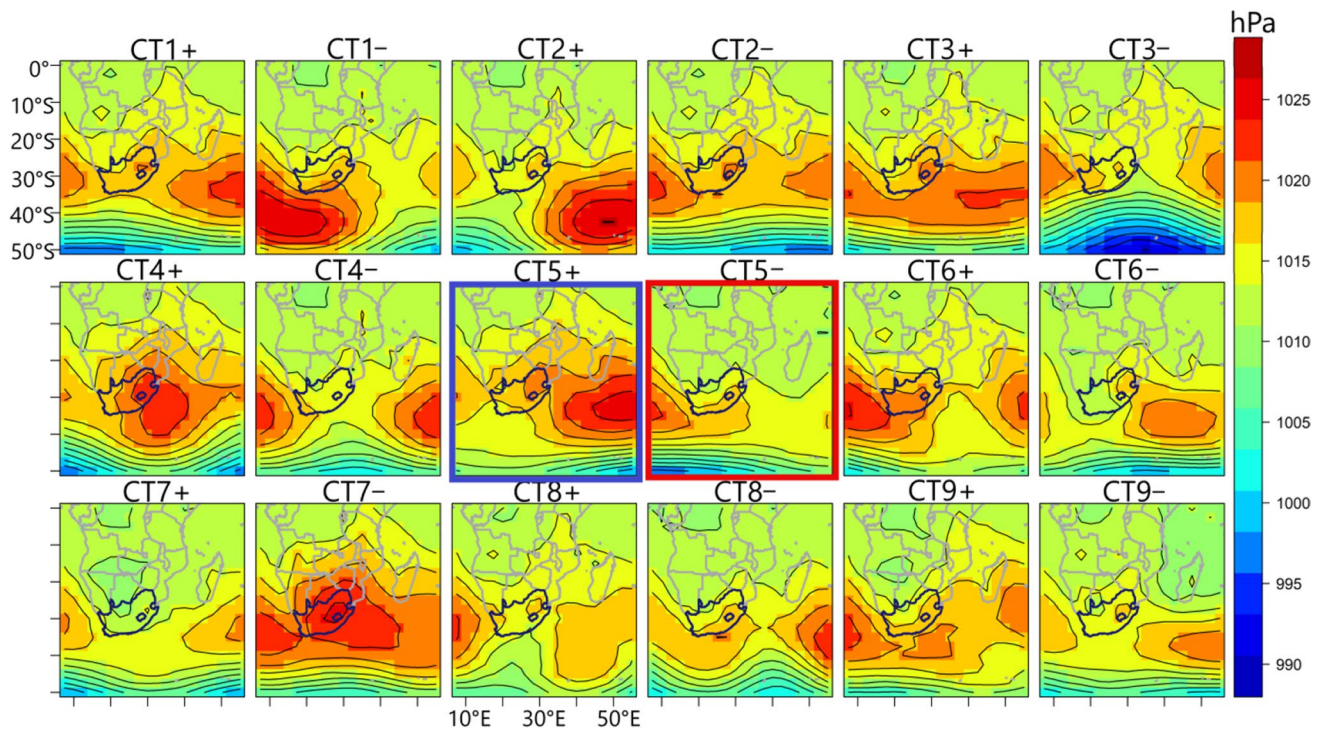 hPa
CT1+ CT1− CT2+ CT2− CT3+ CT3−
0°
10°S
20°S
30°S
40°S
50°S
CT4+ CT4− CT5+ CT5− CT6+ CT6−
CT7+ CT7− CT8+ CT8− CT9+ CT9−
10°E 30°E 50°E
1025
1020
1015
1010
1005
1000
995
990